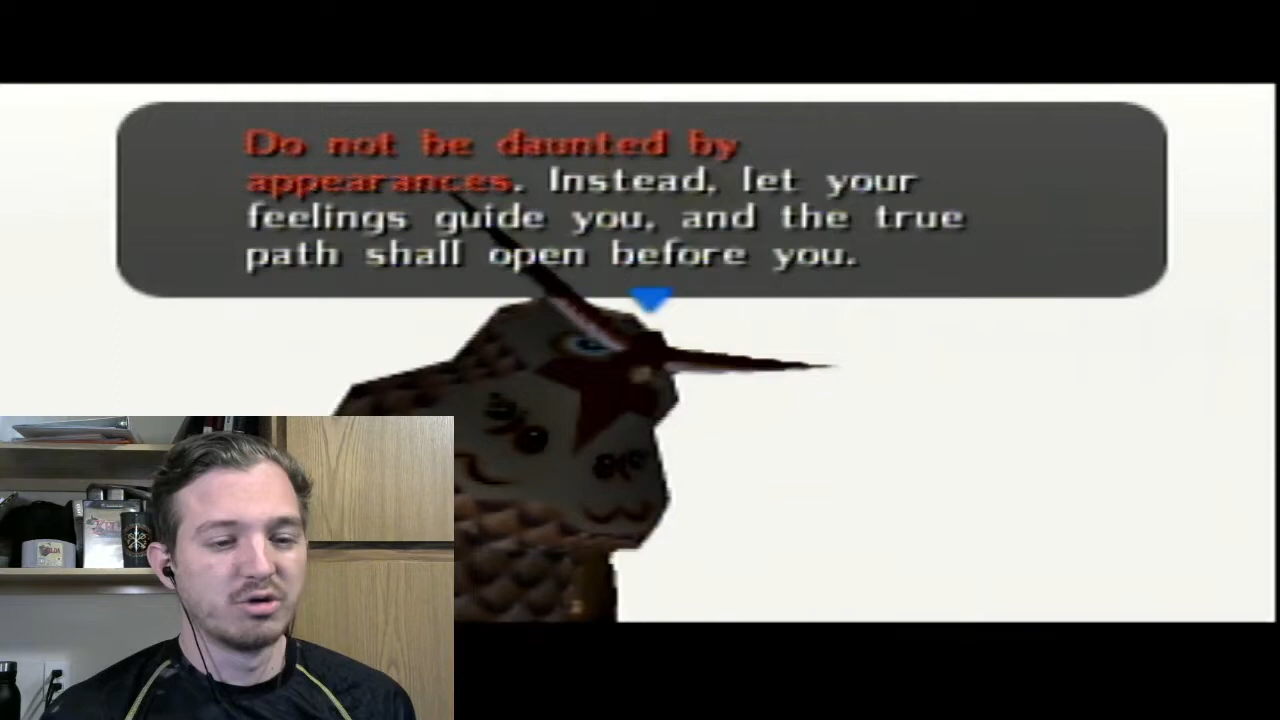 Do not be daunted by
appearances. Instead, let your
feelings guide you, and the true
path shall open before you.